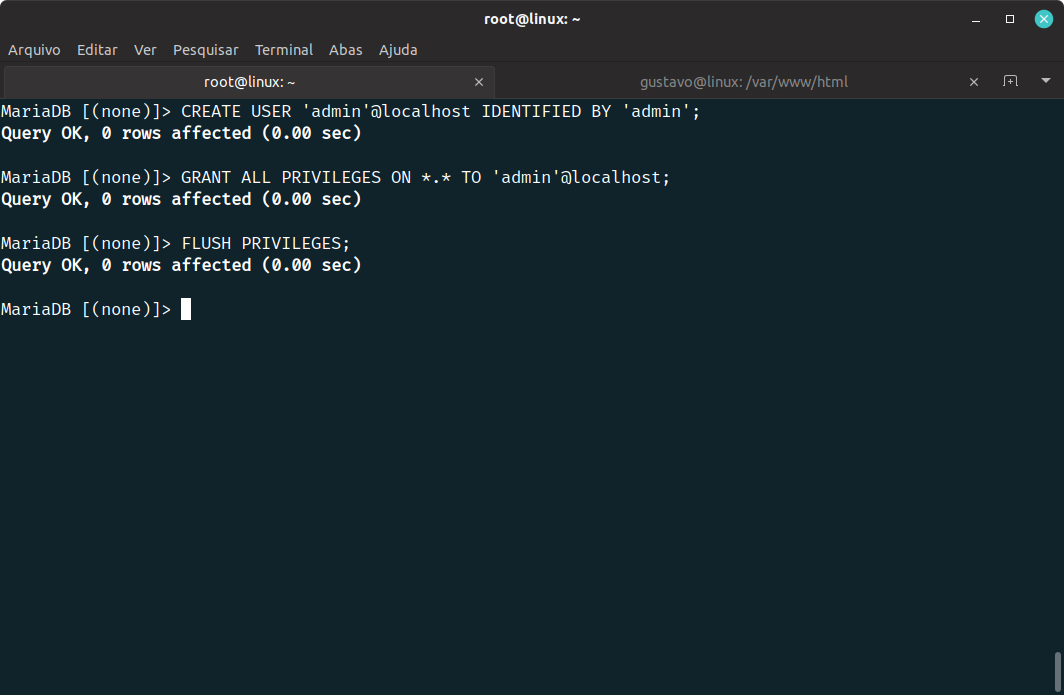 root@linux: ~
Arquivo Editar Ver Pesquisar Terminal Abas Ajuda
root@linux: ~ gustavo@linux: /var/www/html
MariaDB [(none)]> CREATE USER 'admin'@localhost IDENTIFIED BY 'admin';
Query OK, 0 rows affected (0.00 sec)
MariaDB [(none)]> GRANT ALL PRIVILEGES ON *.* TO 'admin'@localhost;
Query OK, 0 rows affected (0.00 sec)
MariaDB [(none)]> FLUSH PRIVILEGES;
Query OK, 0 rows affected (0.00 sec)
MariaDB [(none)]>